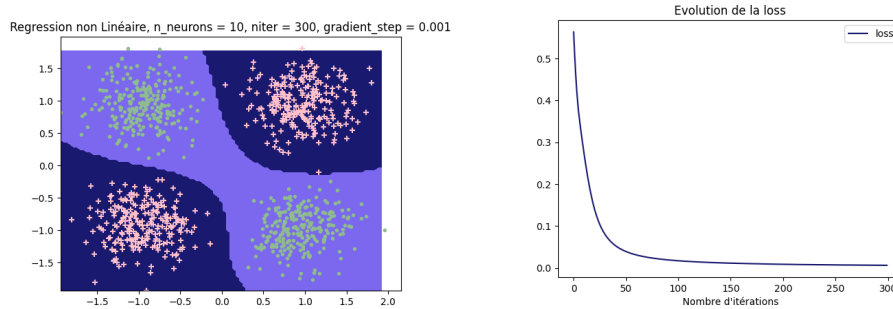 Regression non Linéaire, n_neurons = 10, niter = 300, gradient_step = 0.001
1.5
1.0
0.5
0.0
−0.5
−1.0
−1.5
−1.5 −1.0 −0.5 0.0 0.5 1.0 1.5 2.0
Evolution de la loss
loss
0.5
0.4
0.3
0.2
0.1
0.0
0 50 100 150 200 250 300
Nombre d'itérations